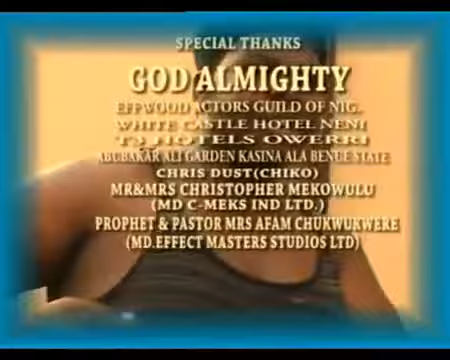 SPECIAL THANKS
GOD ALMIGHTY
EFFWOOD ACTORS GUILD OF NIG.
WHITE CASTLE HOTEL NENI
T3 HOTELS OWERRI
ABUBAKAR ALI GARDEN KASINA ALA BENUE STATE
CHRIS DUST(CHIKO)
MR&MRS CHRISTOPHER MEKOWULU
(MD C-MEKS IND LTD.)
PROPHET & PASTOR MRS AFAM CHUKWUKWERE
(MD.EFFECT MASTERS STUDIOS LTD)